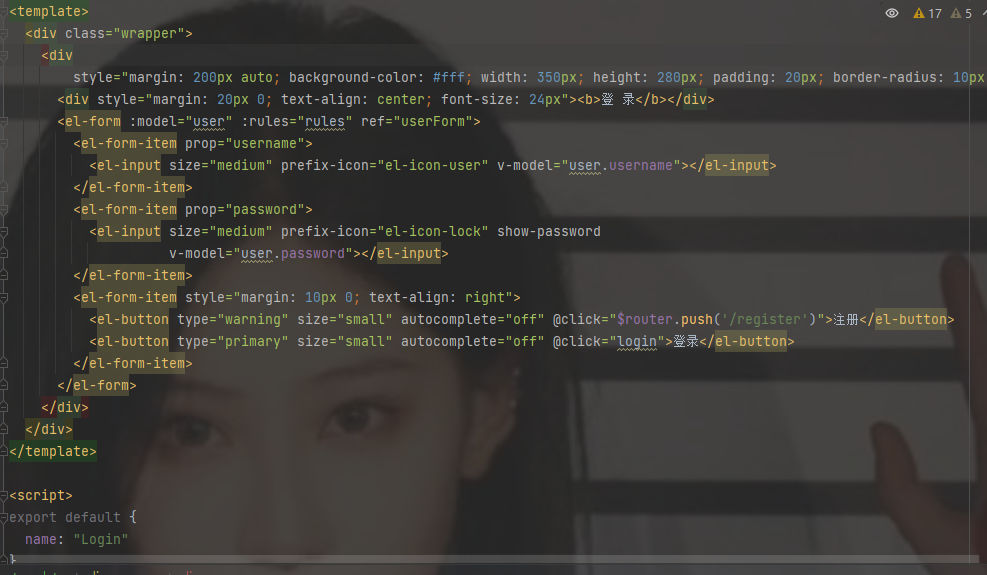 <template>
  <div class="wrapper">
17 5
    <div
        style="margin: 200px auto; background-color: #fff; width: 350px; height: 280px; padding: 20px; border-radius: 10px
      <div style="margin: 20px 0; text-align: center; font-size: 24px"><b>登 录</b></div>
      <el-form :model="user" :rules="rules" ref="userForm">
        <el-form-item prop="username">
          <el-input size="medium" prefix-icon="el-icon-user" v-model="user.username"></el-input>
        </el-form-item>
        <el-form-item prop="password">
          <el-input size="medium" prefix-icon="el-icon-lock" show-password
                    v-model="user.password"></el-input>
        </el-form-item>
        <el-form-item style="margin: 10px 0; text-align: right">
          <el-button type="warning" size="small" autocomplete="off" @click="$router.push('/register')">注册</el-button>
          <el-button type="primary" size="small" autocomplete="off" @click="login">登录</el-button>
        </el-form-item>
      </el-form>
    </div>
  </div>
</template>

<script>
export default {
  name: "Login"
}